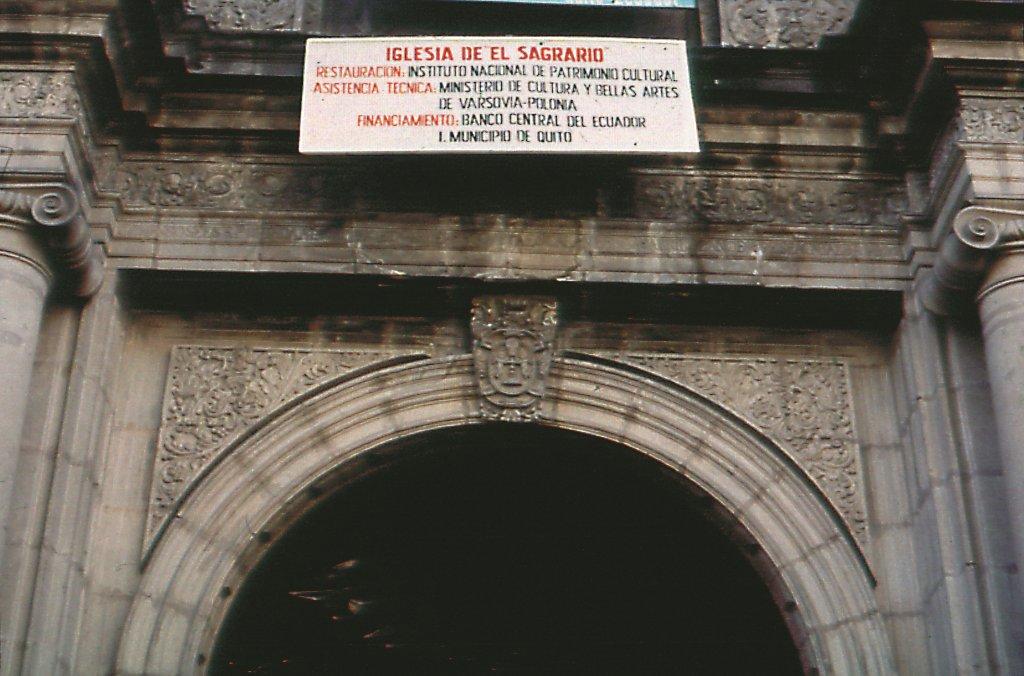 IGLESIA DE EL SAGRARIO
RESTAURACION: INSTITUTO NACIONAL DE PATRIMONIO CULTURAL
ASISTENCIA TECNICA: MINISTERIO DE CULTURA Y BELLAS ARTES
DE VARSOVIA-POLONIA
FINANCIAMIENTO: BANCO CENTRAL DEL ECUADOR
I. MUNICIPIO DE QUITO